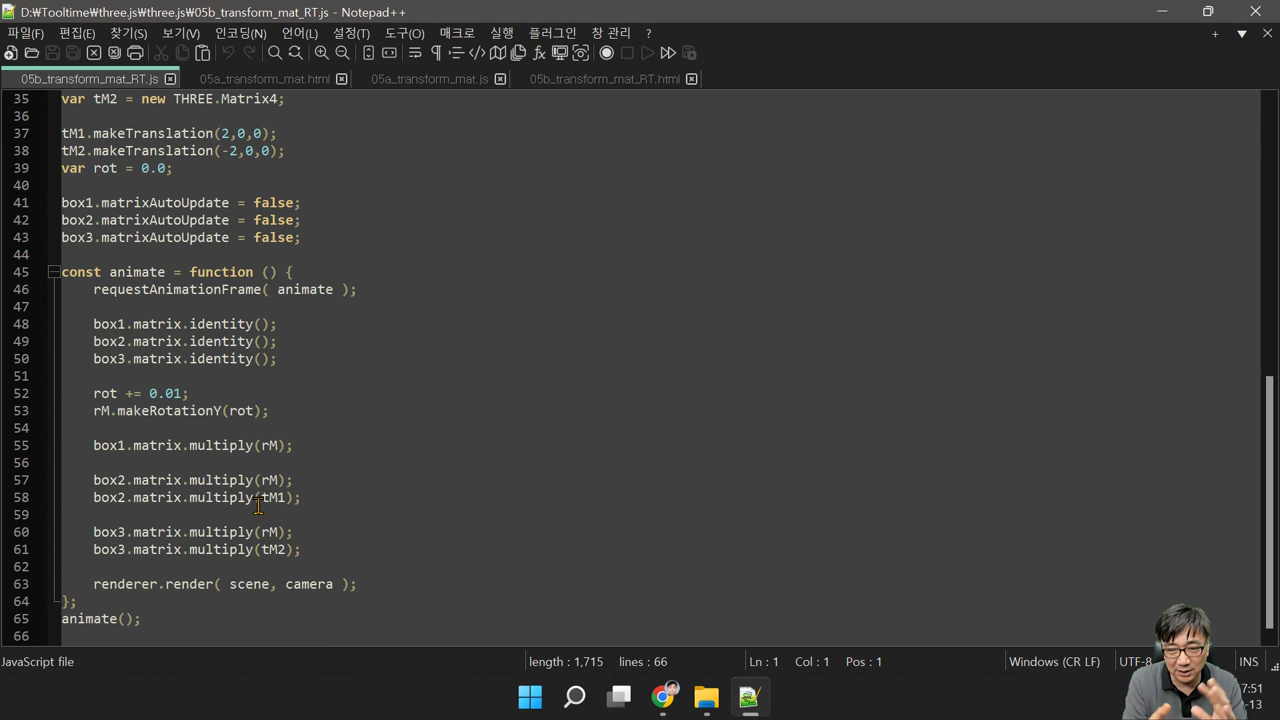 D:₩Tooltime₩three.js₩three.js₩05b_transform_mat_RT.js - Notepad++
파일(F) 편집(E) 찾기(S) 보기(V) 인코딩(N) 언어(L) 설정(T) 도구(O) 매크로 실행 플러그인 창 관리 ?
05b_transform_mat_RT.js 05a_transform_mat.html 05a_transform_mat.js 05b_transform_mat_RT.html
35 var tM2 = new THREE.Matrix4;
36
37 tM1.makeTranslation(2,0,0);
38 tM2.makeTranslation(-2,0,0);
39 var rot = 0.0;
40
41 box1.matrixAutoUpdate = false;
42 box2.matrixAutoUpdate = false;
43 box3.matrixAutoUpdate = false;
44
45 const animate = function () {
46 requestAnimationFrame( animate );
47
48 box1.matrix.identity();
49 box2.matrix.identity();
50 box3.matrix.identity();
51
52 rot += 0.01;
53 rM.makeRotationY(rot);
54
55 box1.matrix.multiply(rM);
56
57 box2.matrix.multiply(rM);
58 box2.matrix.multiply(tM1);
59
60 box3.matrix.multiply(rM);
61 box3.matrix.multiply(tM2);
62
63 renderer.render( scene, camera );
64 };
65 animate();
66
JavaScript file length : 1,715 lines : 66 Ln : 1 Col : 1 Pos : 1 Windows (CR LF) UTF-8 INS
7:51
-13